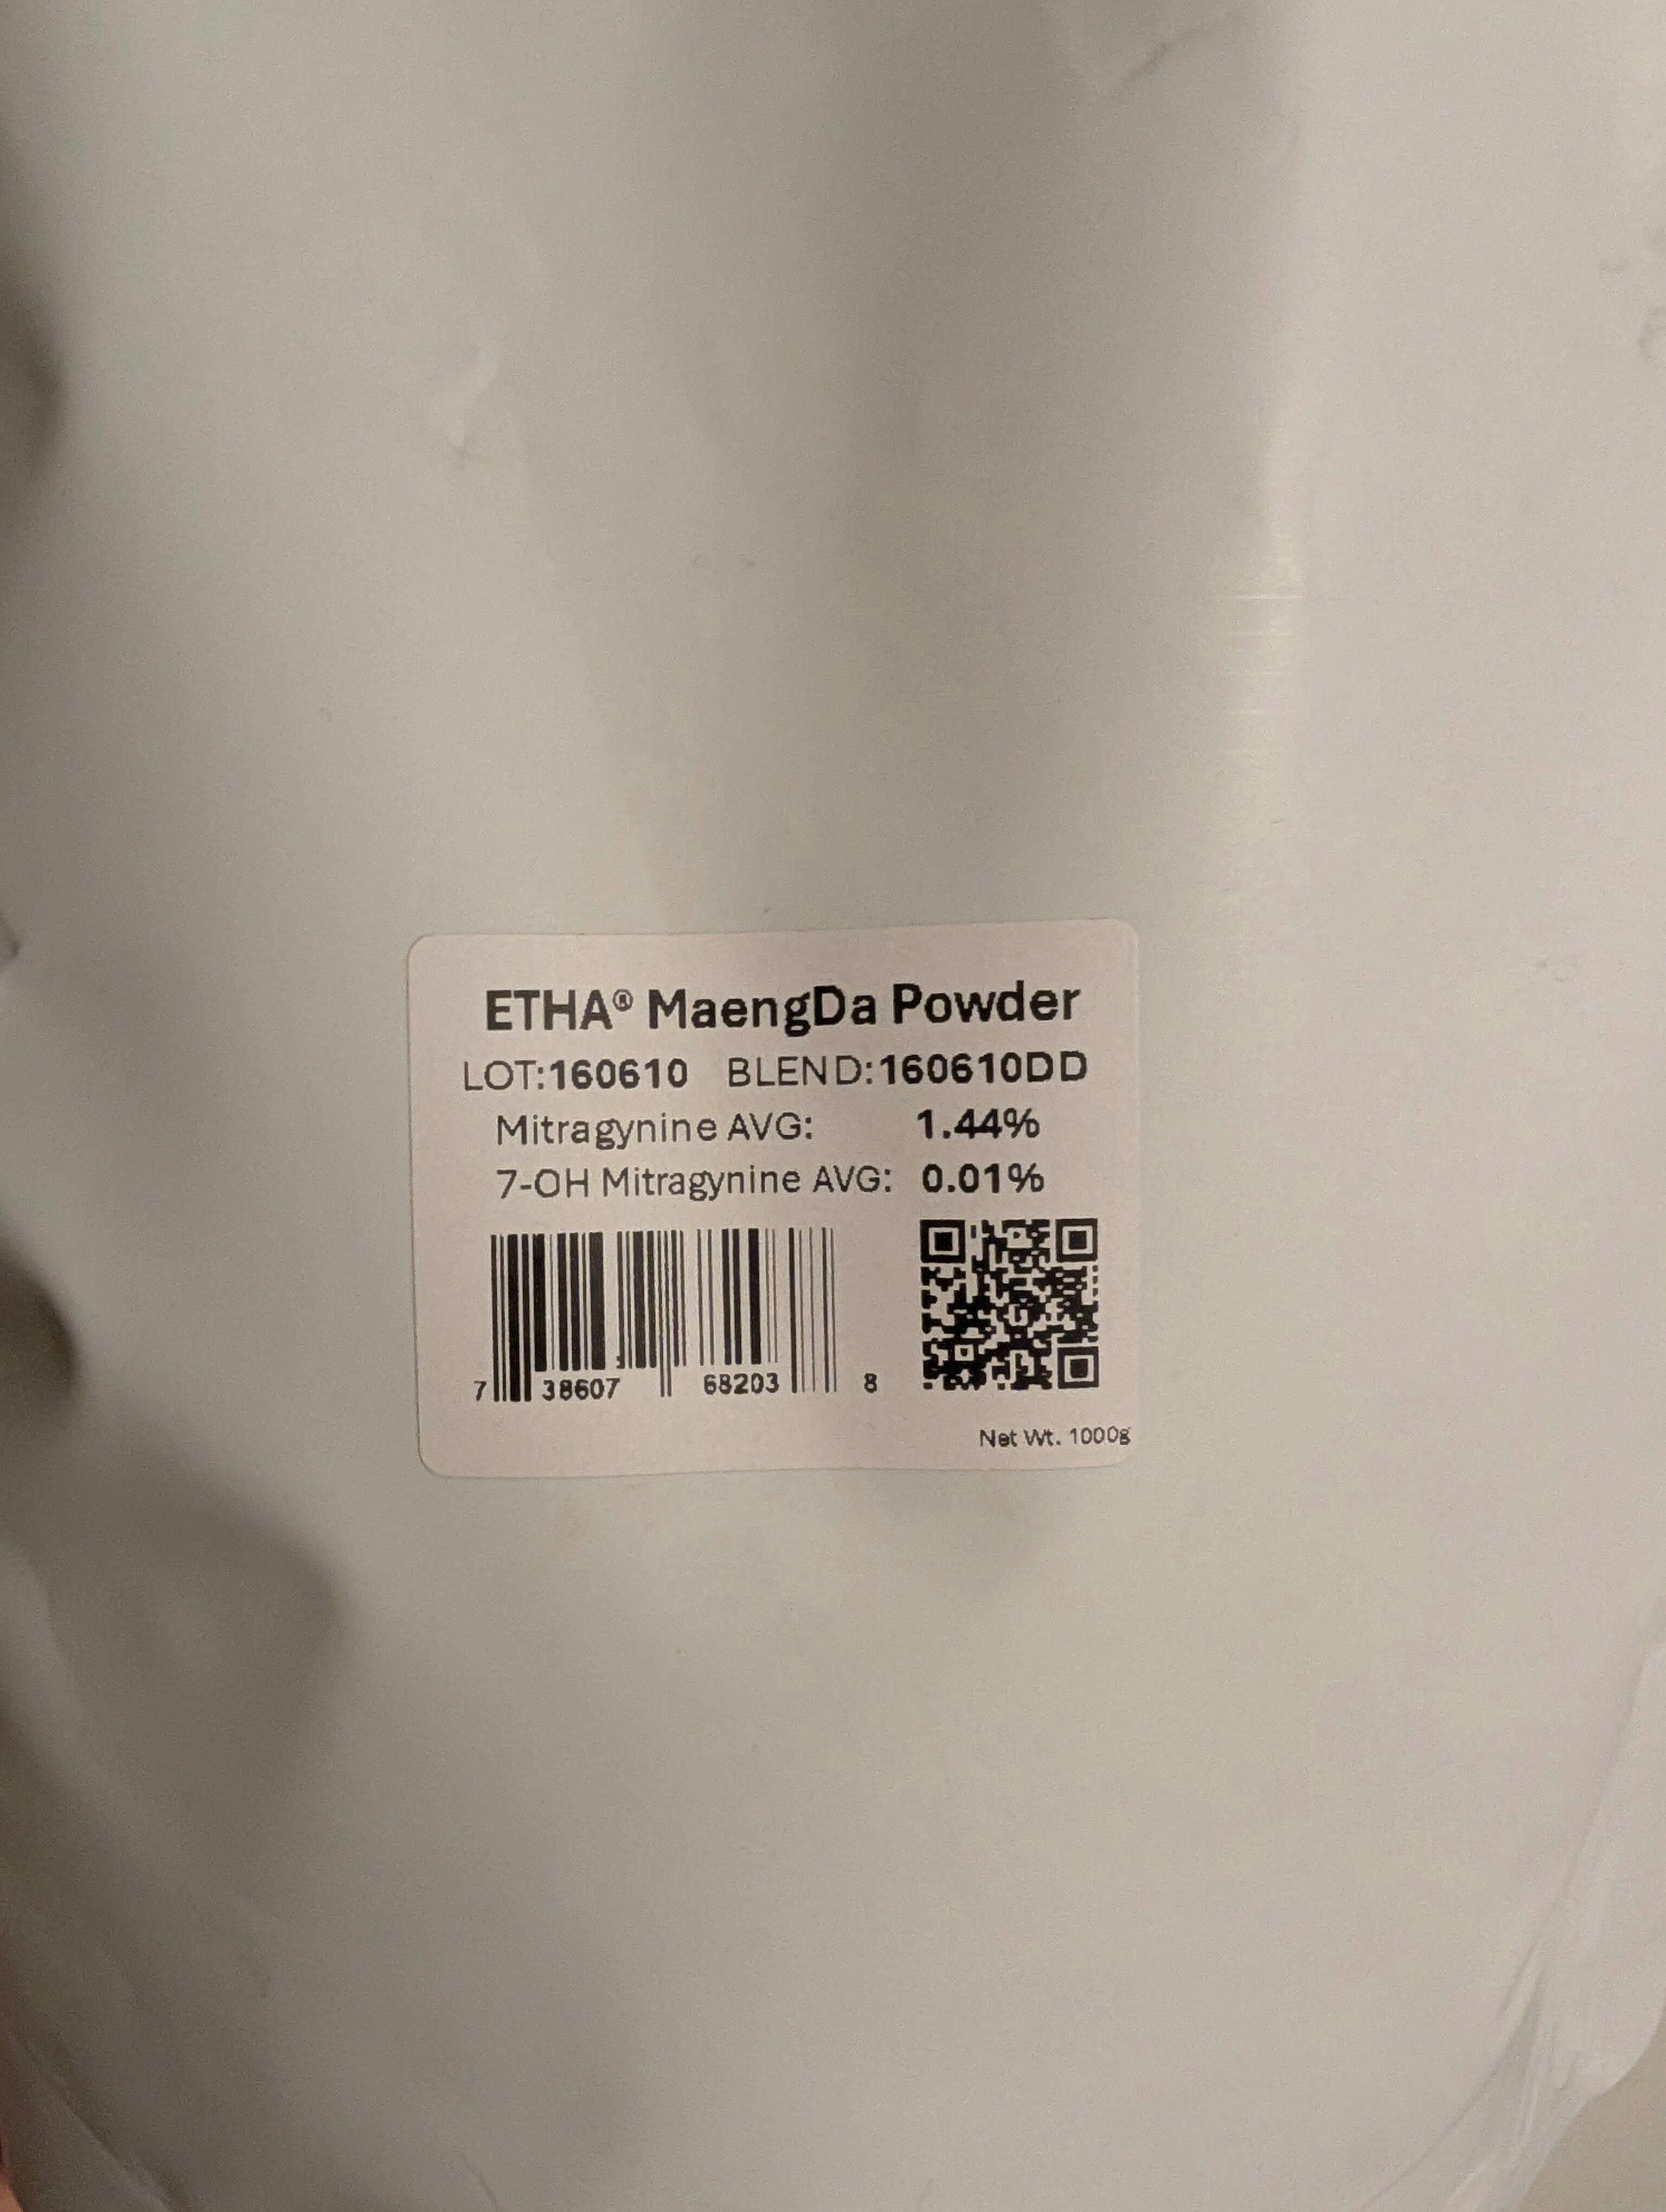 ETHA® MaengDa Powder
LOT:160610 BLEND:160610DD
Mitragynine AVG: 1.44%
7-OH Mitragynine AVG: 0.01%
7 38607 68203 8
Net Wt. 1000g